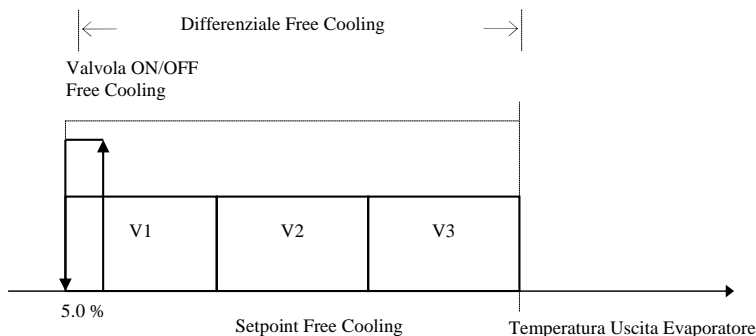 Differenziale Free Cooling
Valvola ON/OFF
Free Cooling
V1
V2
V3
5.0 %
Setpoint Free Cooling
Temperatura Uscita Evaporatore